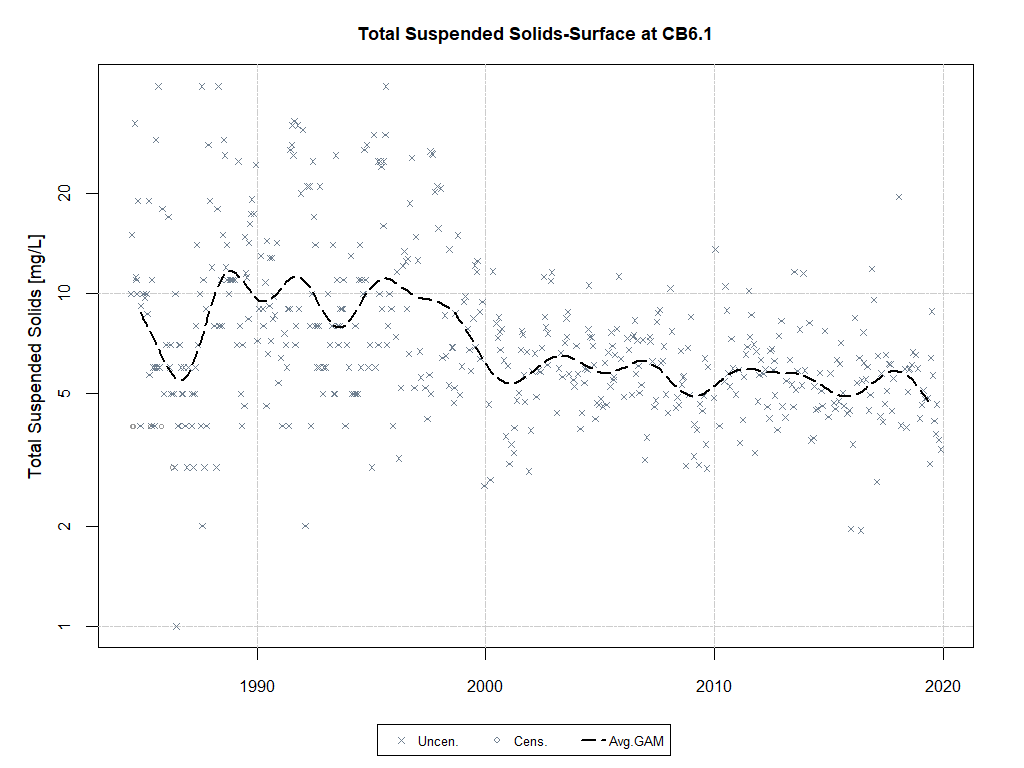 Total Suspended Solids-Surface at CB6.1
Total Suspended Solids [mg/L]
20
10
5
2
1
1990 2000 2010 2020
Uncen. Cens. Avg.GAM